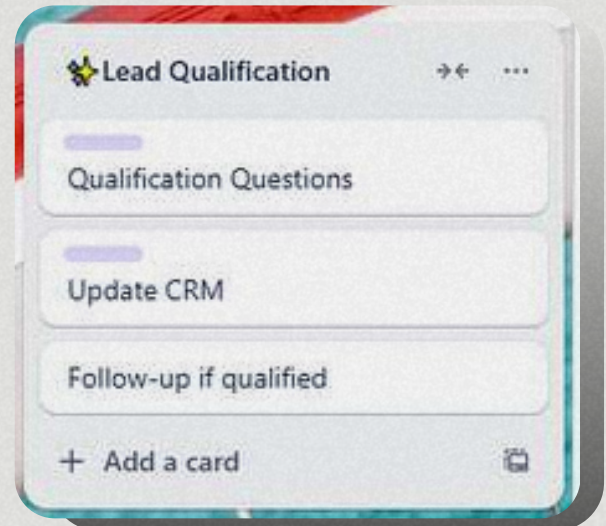 ✨Lead Qualification
Qualification Questions
Update CRM
Follow-up if qualified
+ Add a card